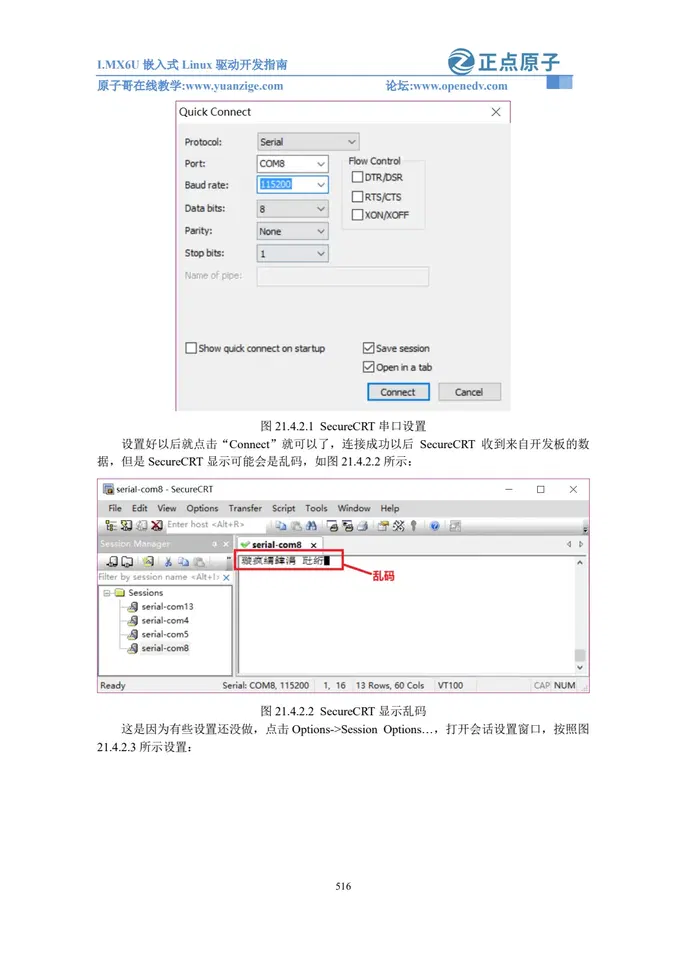 I.MX6U 嵌入式 Linux 驱动开发指南
正点原子
原子哥在线教学:www.yuanzige.com
论坛:www.openedv.com
Quick Connect
Protocol: Serial
Port: COM8
Flow Control
DTR/DSR
Baud rate: 115200
RTS/CTS
Data bits: 8
XON/XOFF
Parity: None
Stop bits: 1
Name of pipe:
Show quick connect on startup
Save session
Open in a tab
Connect
Cancel
图 21.4.2.1 SecureCRT 串口设置
设置好以后就点击“Connect”就可以了，连接成功以后 SecureCRT 收到来自开发板的数
据，但是 SecureCRT 显示可能会是乱码，如图 21.4.2.2 所示：
serial-com8 - SecureCRT
File Edit View Options Transfer Script Tools Window Help
Enter host <Alt+R>
Session Manager
serial-com8
Filter by session name <Alt+I>
乱码
Sessions
serial-com13
serial-com4
serial-com5
serial-com8
Ready
Serial: COM8, 115200
1, 16
13 Rows, 60 Cols
VT100
CAP NUM
图 21.4.2.2 SecureCRT 显示乱码
这是因为有些设置还没做，点击 Options->Session Options…，打开会话设置窗口，按照图
21.4.2.3 所示设置：
516